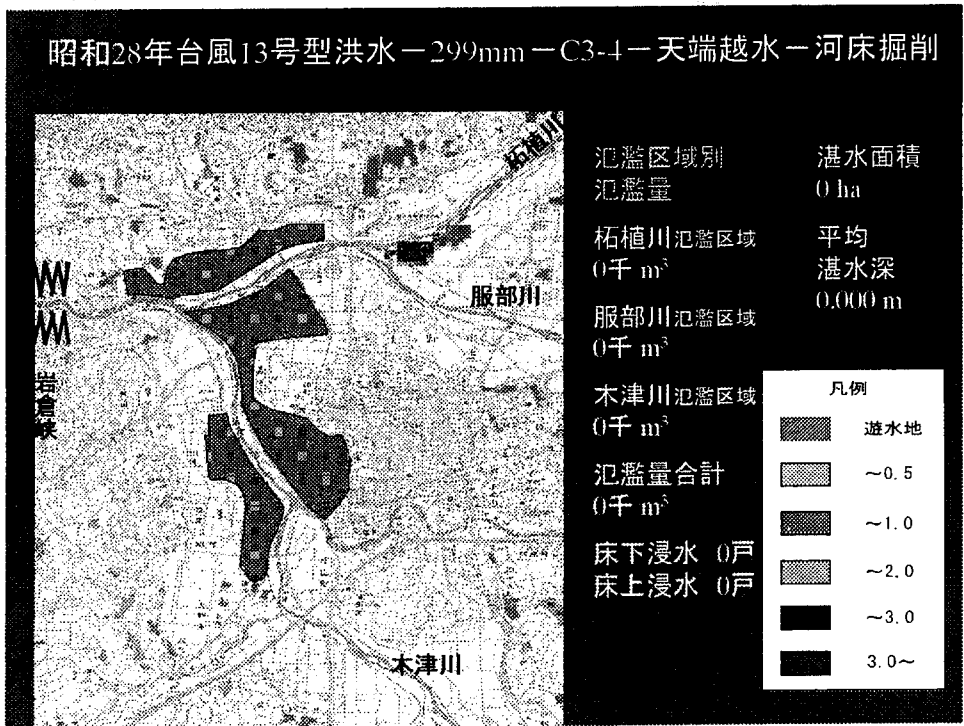 昭和28年台風13号型洪水－299mm－C3-4－天端越水－河床掘削
柘植川
服部川
岩倉峡
木津川
氾濫区域別
氾濫量
柘植川氾濫区域
0千 m³
服部川氾濫区域
0千 m³
木津川氾濫区域
0千 m³
氾濫量合計
0千 m³
床下浸水 0戸
床上浸水 0戸
湛水面積
0 ha
平均
湛水深
0.000 m
凡例
遊水地
～0.5
～1.0
～2.0
～3.0
3.0～